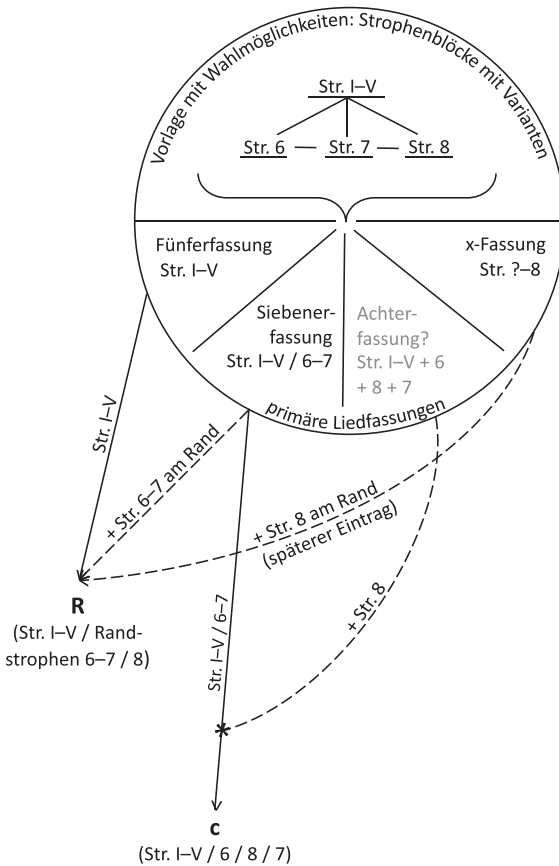 Vorlage mit Wahlmöglichkeiten: Strophenblöcke mit Varianten
Str. I–V
Str. 6 — Str. 7 — Str. 8
Fünferfassung
Str. I–V
x-Fassung
Str. ?–8
Siebener-
fassung
Str. I–V / 6–7
Achter-
fassung?
Str. I–V + 6
+ 8 + 7
primäre Liedfassungen
Str. I–V
+ Str. 6–7 am Rand
+ Str. 8 am Rand
(späterer Eintrag)
R
(Str. I–V / Rand-
strophen 6–7 / 8)
Str. I–V / 6–7
+ Str. 8
*
c
(Str. I–V / 6 / 8 / 7)